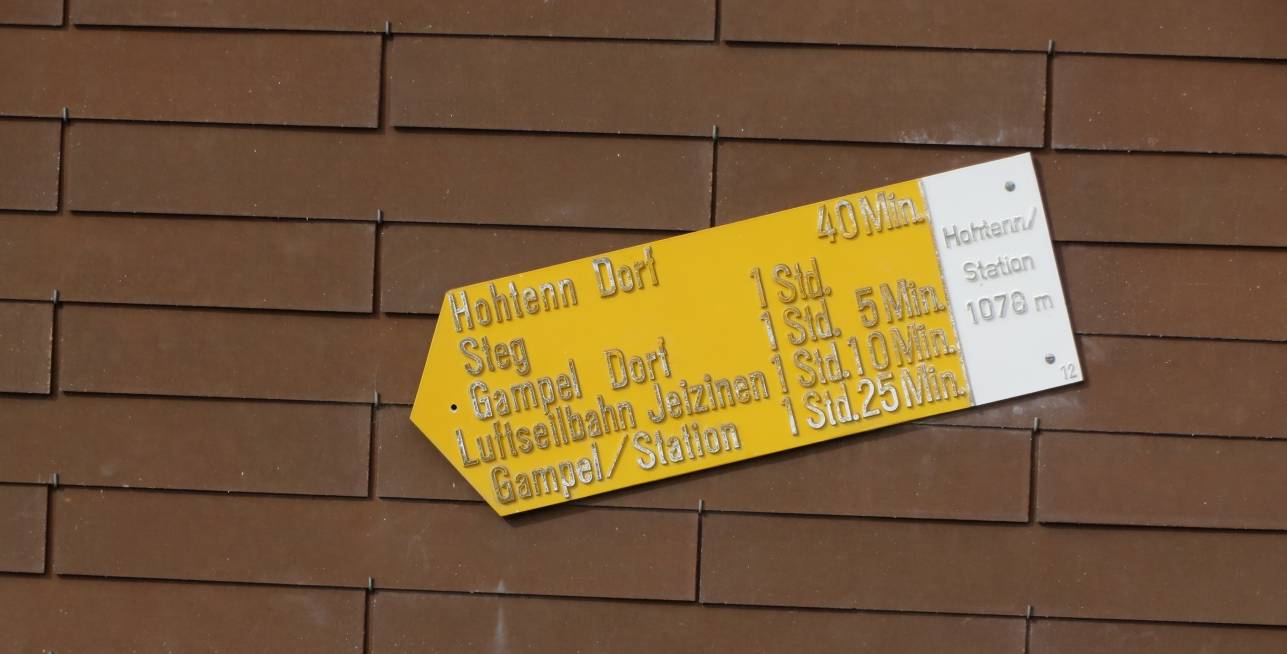 Hohtenn Dorf 40 Min.
Steg 1 Std.
Gampel Dorf 1 Std. 5 Min.
Luftseilbahn Jeizinen 1 Std. 10 Min.
Gampel/Station 1 Std. 25 Min.
Hohtenn/
Station
1078 m
12